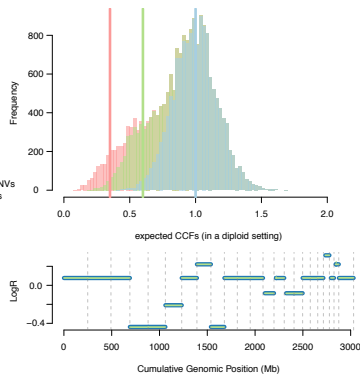 800
600
400
200
0
Frequency
NVs
s
0.0 0.5 1.0 1.5 2.0
expected CCFs (in a diploid setting)
0.0
−0.4
LogR
0 500 1000 1500 2000 2500 3000
Cumulative Genomic Position (Mb)